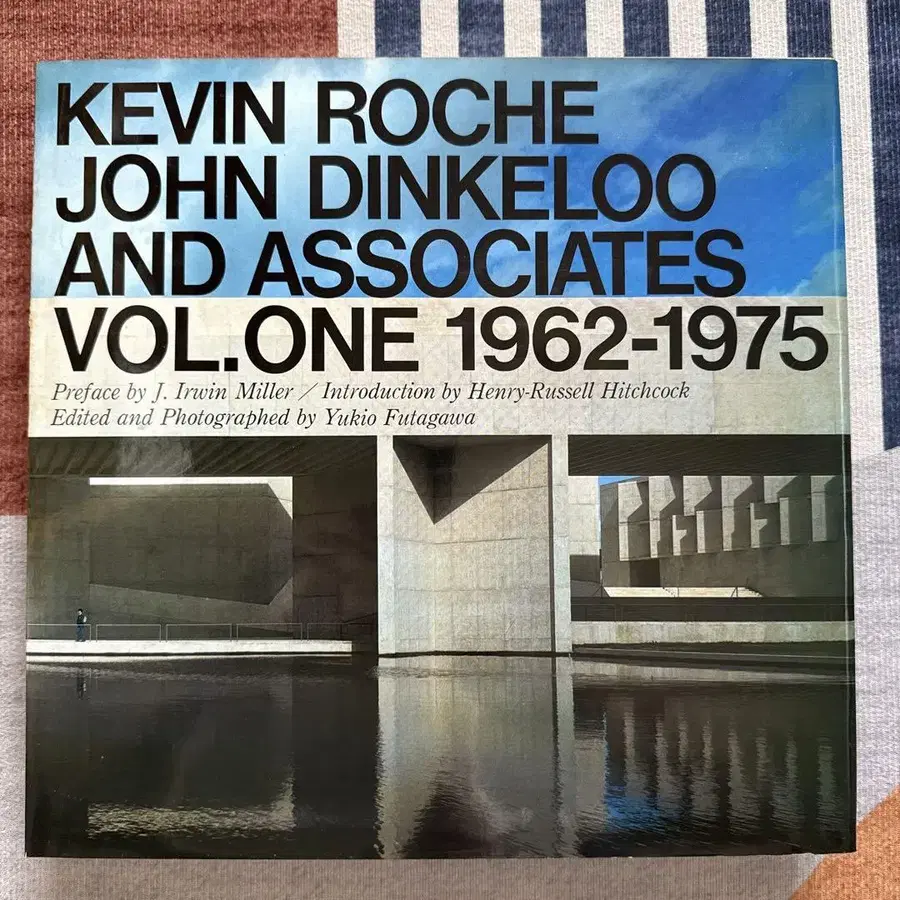 KEVIN ROCHE
JOHN DINKELOO
AND ASSOCIATES
VOL.ONE 1962-1975
Preface by J. Irwin Miller / Introduction by Henry-Russell Hitchcock
Edited and Photographed by Yukio Futagawa